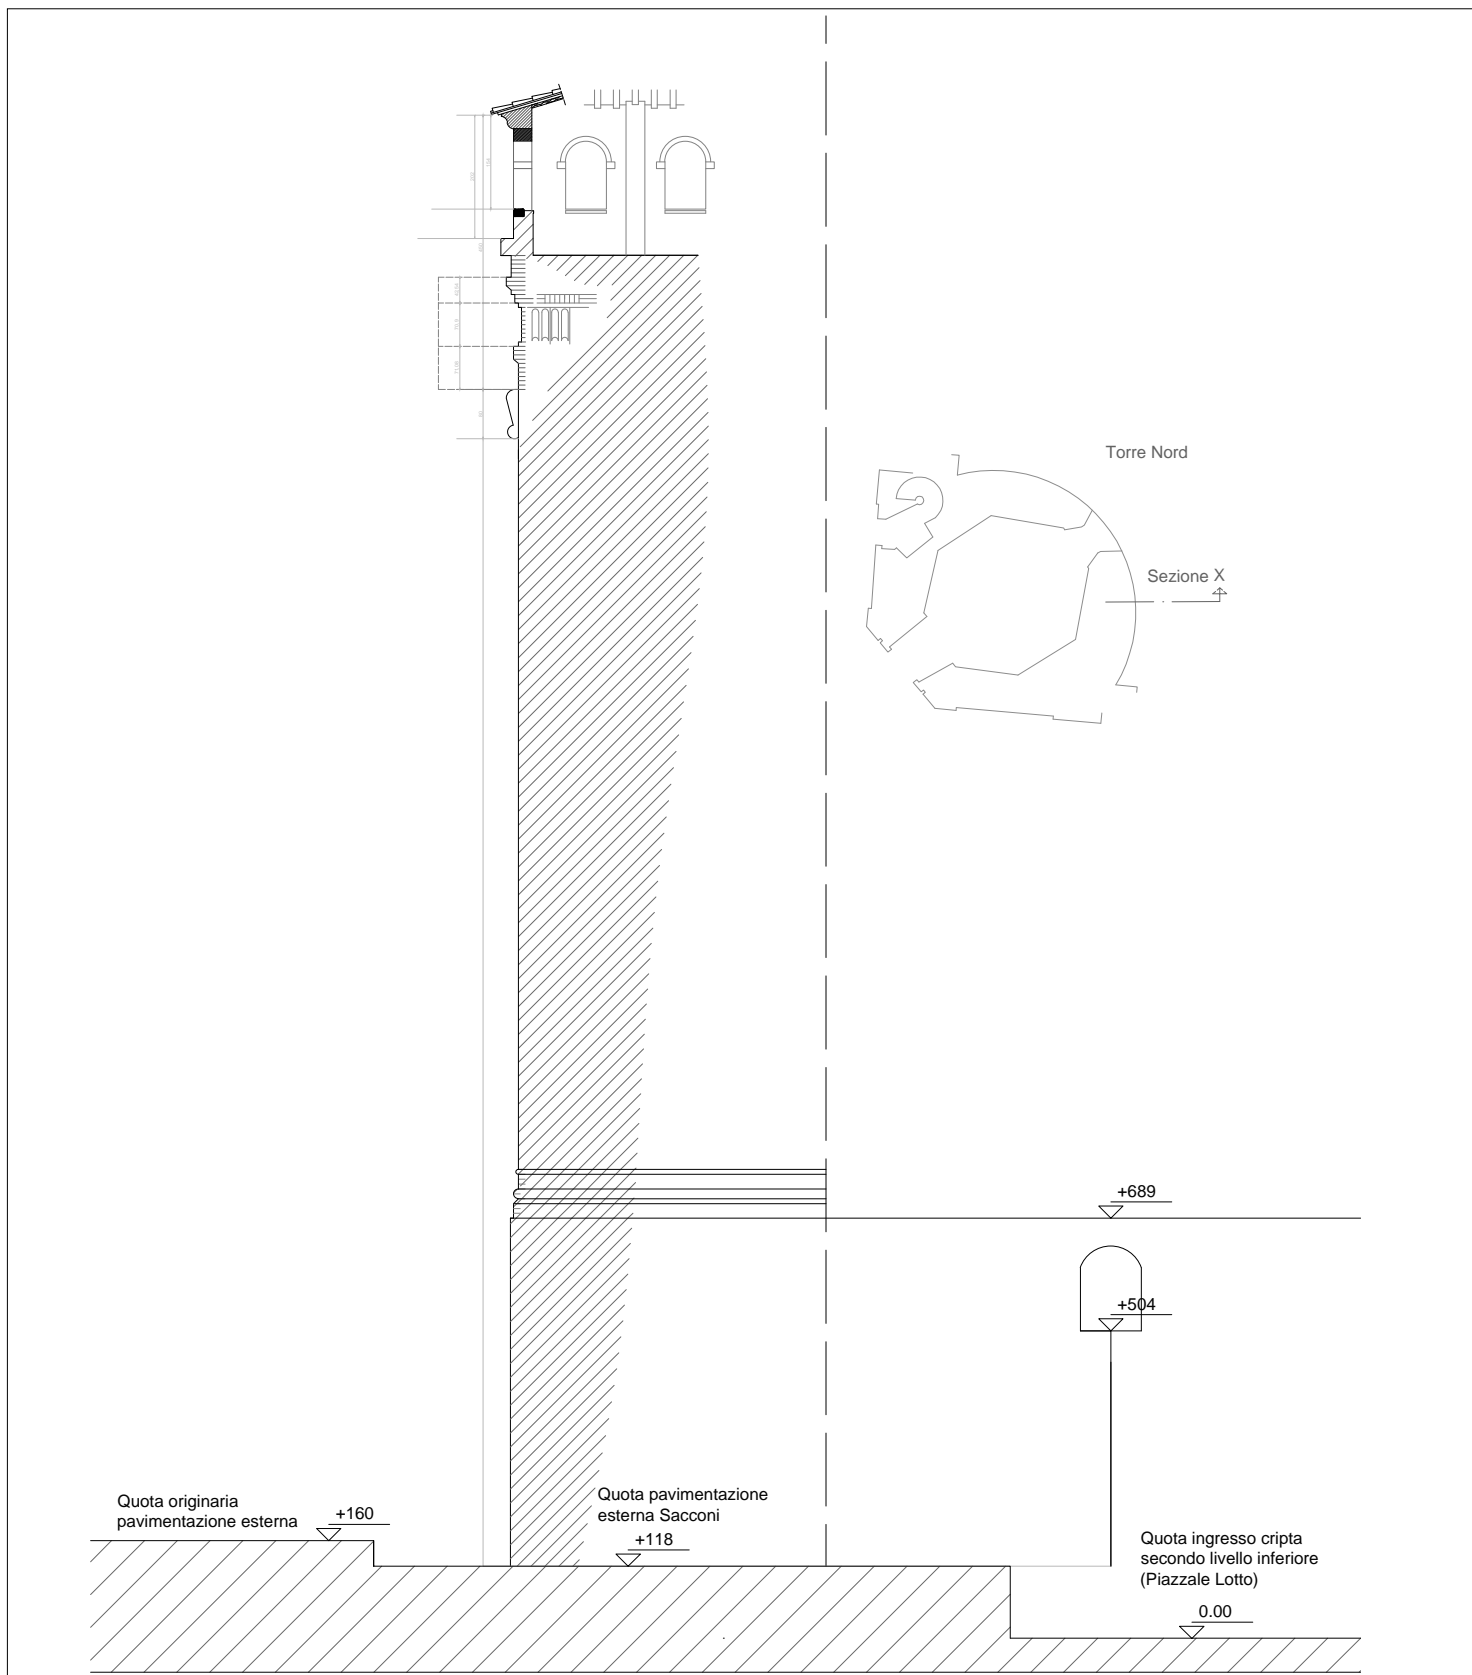 Torre Nord
Sezione X
+689
+504
Quota originaria
pavimentazione esterna
+160
Quota pavimentazione
esterna Sacconi
+118
Quota ingresso cripta
secondo livello inferiore
(Piazzale Lotto)
0.00